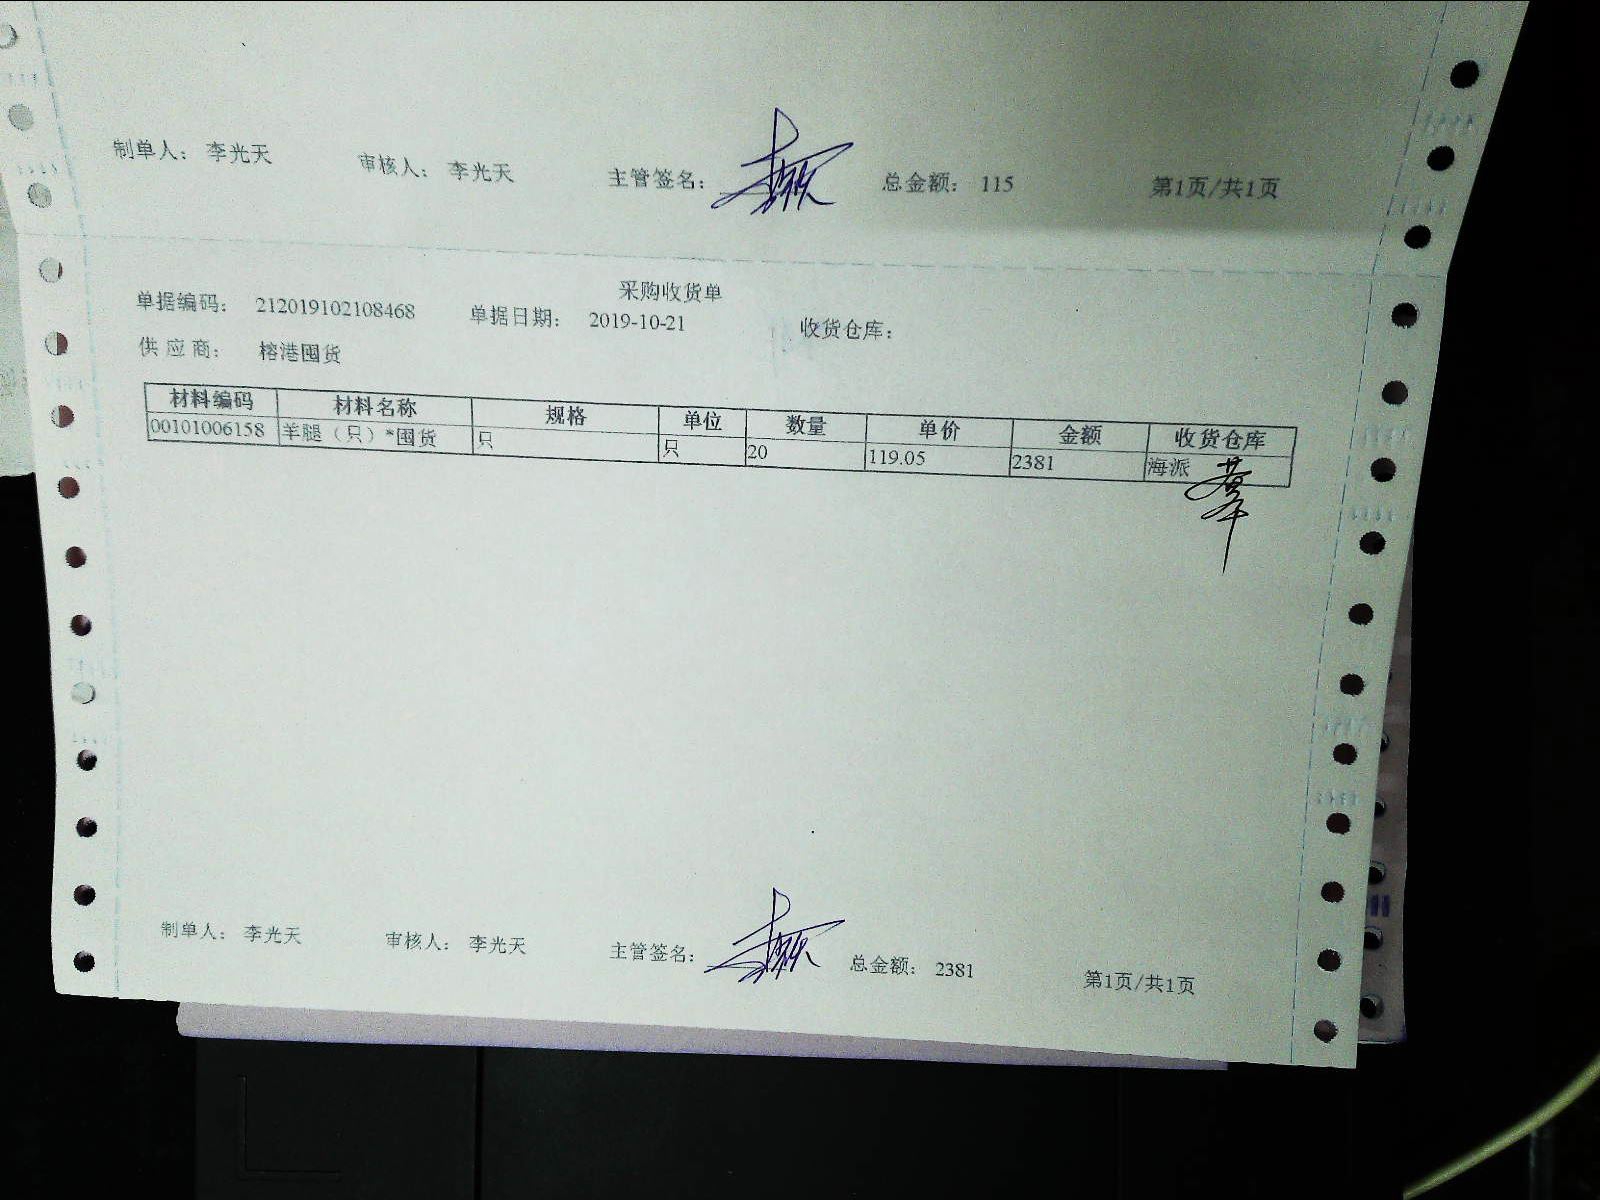 制单人： 李光天 审核人： 李光天 主管签名： 总金额： 115 第1页/共1页
采购收货单
单据编码： 212019102108468 单据日期： 2019-10-21 收货仓库：
供 应 商： 榕港囤货
材料编码 材料名称 规格 单位 数量 单价 金额 收货仓库
00101006158 羊腿（只）*囤货 只 只 20 119.05 2381 海派
制单人： 李光天 审核人： 李光天 主管签名： 总金额： 2381 第1页/共1页